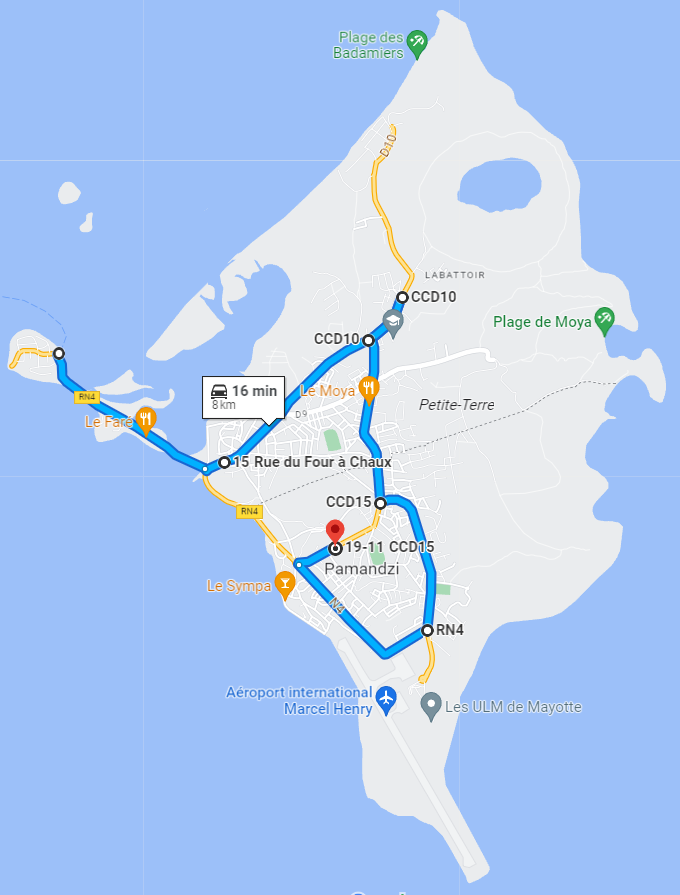 Plage des
Badamiers
D10
LABATTOIR
CCD10
Plage de Moya
CCD10
16 min
8 km
Le Moya
RN4
Petite-Terre
D9
Le Faré
15 Rue du Four à Chaux
CCD15
RN4
19-11 CCD15
Pamandzi
Le Sympa
N4
RN4
Aéroport international
Marcel Henry
Les ULM de Mayotte